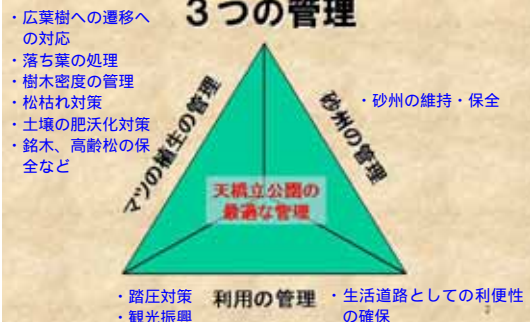 3つの管理
・広葉樹への遷移へ
の対応
・落ち葉の処理
・樹木密度の管理
・松枯れ対策
・土壌の肥沃化対策
・銘木、高齢松の保
全など
マツの植生の管理
砂州の管理
・砂州の維持・保全
天橋立公園の
最適な管理
利用の管理
・踏圧対策
・観光振興
・生活道路としての利便性
の確保
2